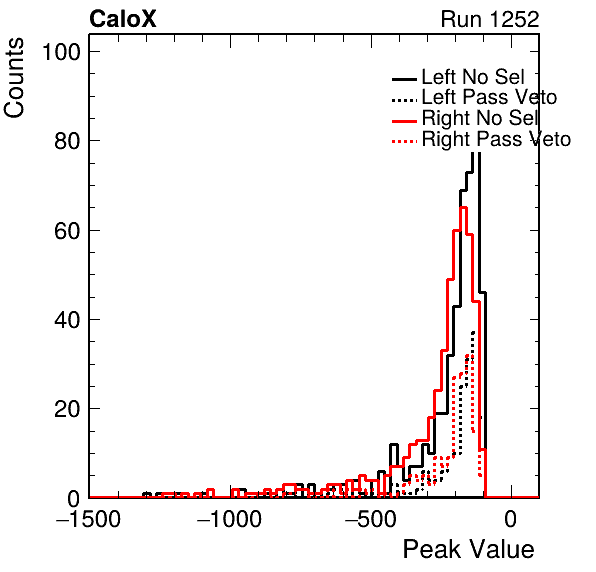 CaloX Run 1252
Counts
100
80
60
40
20
0
Left No Sel
Left Pass Veto
Right No Sel
Right Pass Veto
−1500 −1000 −500 0
Peak Value